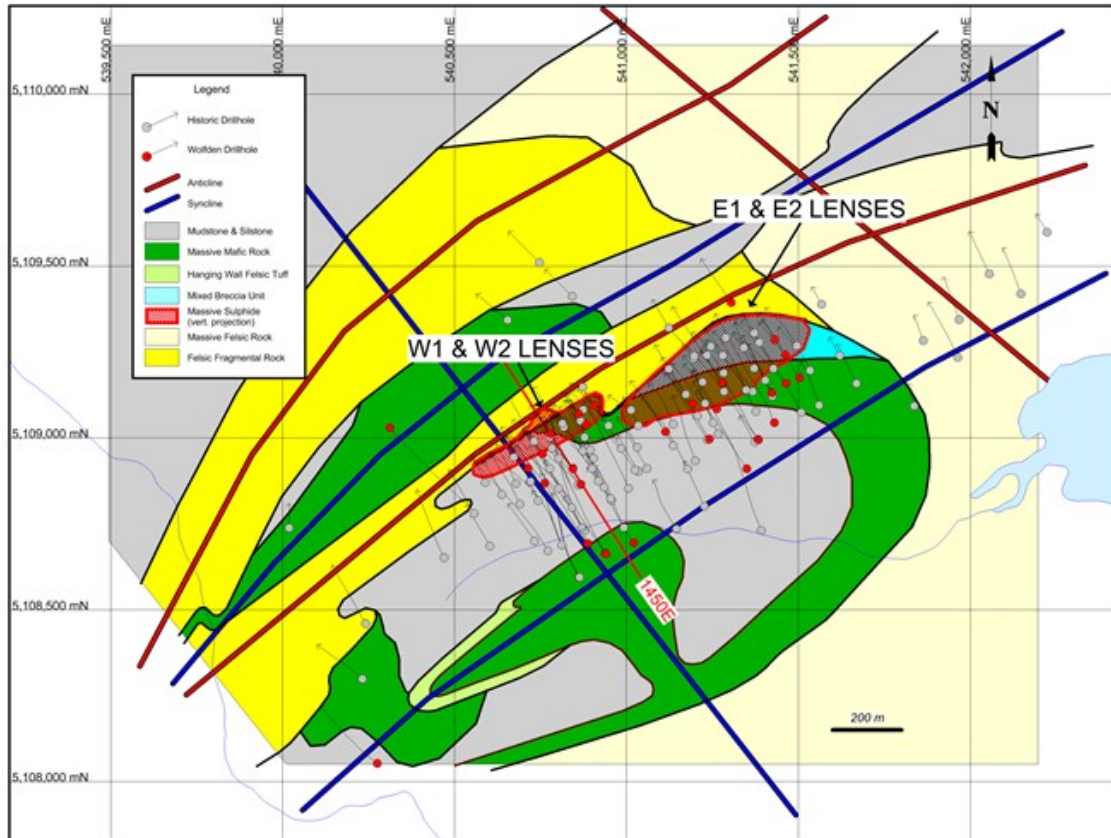 539,500 mE
540,000 mE
540,500 mE
541,000 mE
541,500 mE
542,000 mE
5,110,000 mN
5,109,500 mN
5,109,000 mN
5,108,500 mN
5,108,000 mN
Legend
Historic Drillhole
Wolfden Drillhole
Anticline
Syncline
Mudstone & Silstone
Massive Mafic Rock
Hanging Wall Felsic Tuff
Mixed Breccia Unit
Massive Sulphide
(vert. projection)
Massive Felsic Rock
Felsic Fragmental Rock
N
E1 & E2 LENSES
W1 & W2 LENSES
1450E
200 m